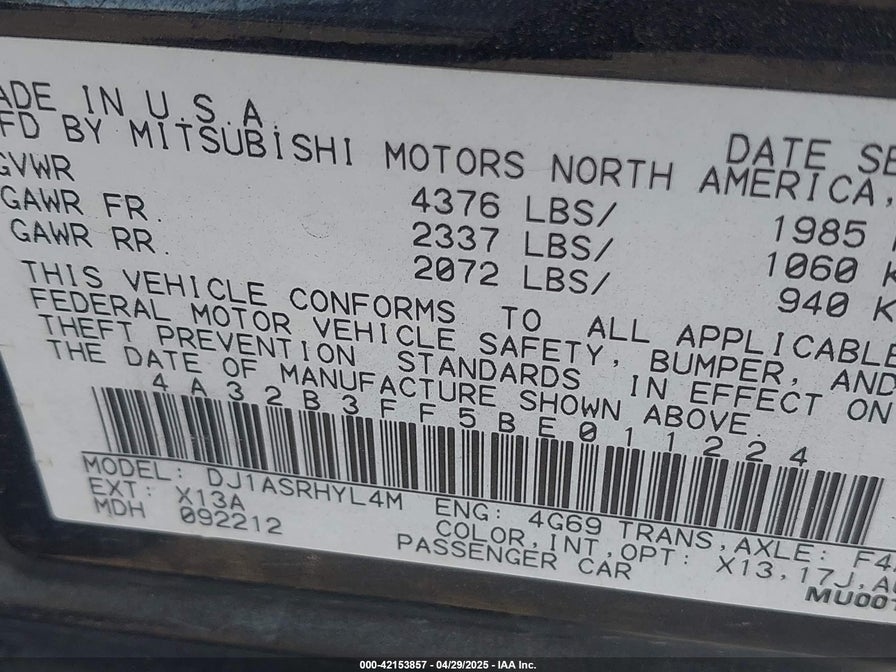 ADE IN U.S.A.
FD BY MITSUBISHI MOTORS NORTH AMERICA,
DATE SE
GVWR 4376 LBS/ 1985
GAWR FR. 2337 LBS/ 1060 K
GAWR RR. 2072 LBS/ 940 K
THIS VEHICLE CONFORMS TO ALL APPLICABLE
FEDERAL MOTOR VEHICLE SAFETY, BUMPER, AND
THEFT PREVENTION STANDARDS IN EFFECT ON
THE DATE OF MANUFACTURE SHOWN ABOVE.
4A32B3FF5BE011224
MODEL: DJ1ASRHYL4M ENG: 4G69 TRANS,AXLE: F4
EXT: X13A COLOR,INT,OPT: X13,17J,A
MDH 092212 PASSENGER CAR
MU00
000-42153857 - 04/29/2025 - IAA Inc.